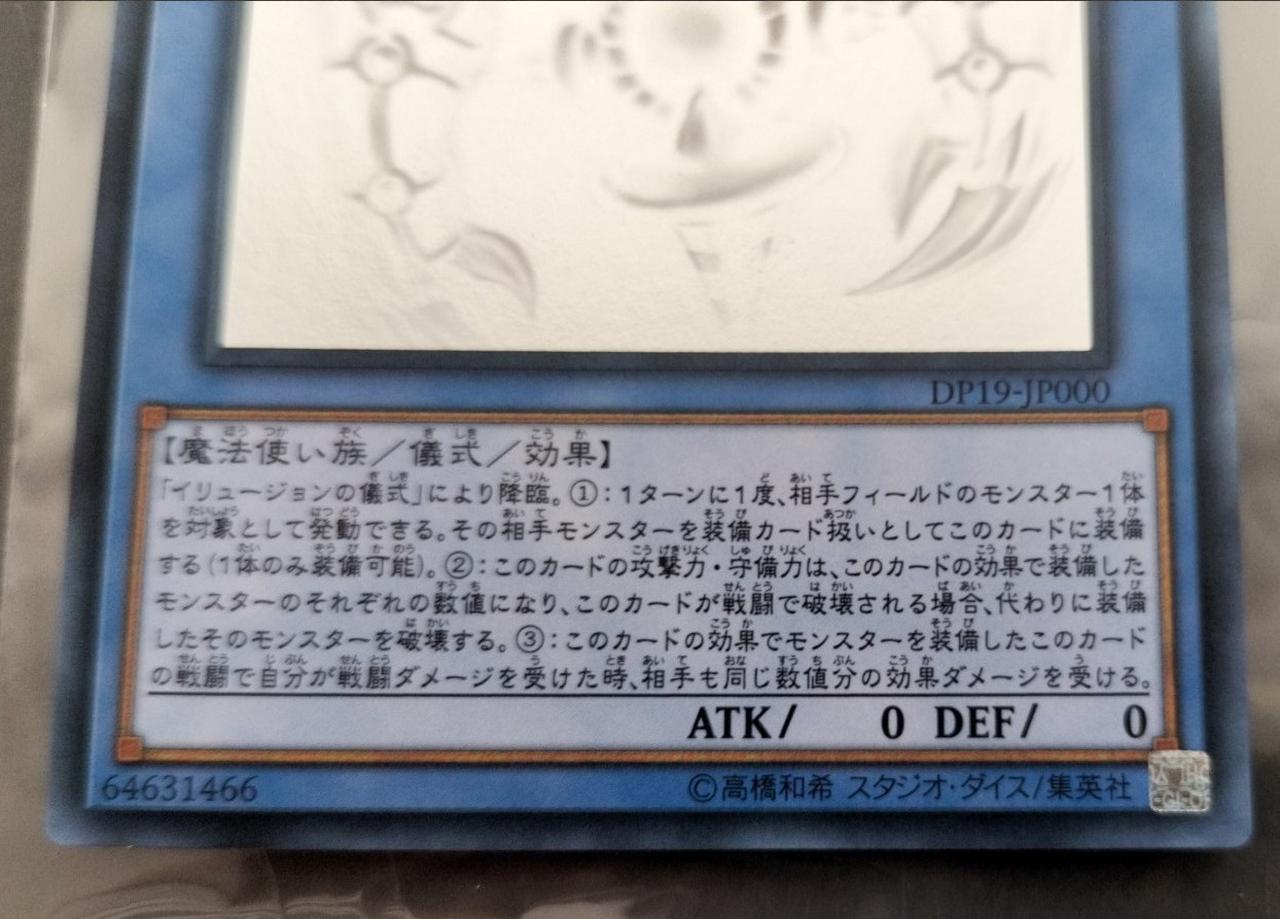 DP19-JP000
【魔法使い族／儀式／効果】
「イリュージョンの儀式」により降臨。①：1ターンに1度、相手フィールドのモンスター1体
を対象として発動できる。その相手モンスターを装備カード扱いとしてこのカードに装備
する(1体のみ装備可能)。②：このカードの攻撃力・守備力は、このカードの効果で装備した
モンスターのそれぞれの数値になり、このカードが戦闘で破壊される場合、代わりに装備
したそのモンスターを破壊する。③：このカードの効果でモンスターを装備したこのカード
の戦闘で自分が戦闘ダメージを受けた時、相手も同じ数値分の効果ダメージを受ける。
ATK/ 0 DEF/ 0
64631466 ©高橋和希 スタジオ・ダイス/集英社